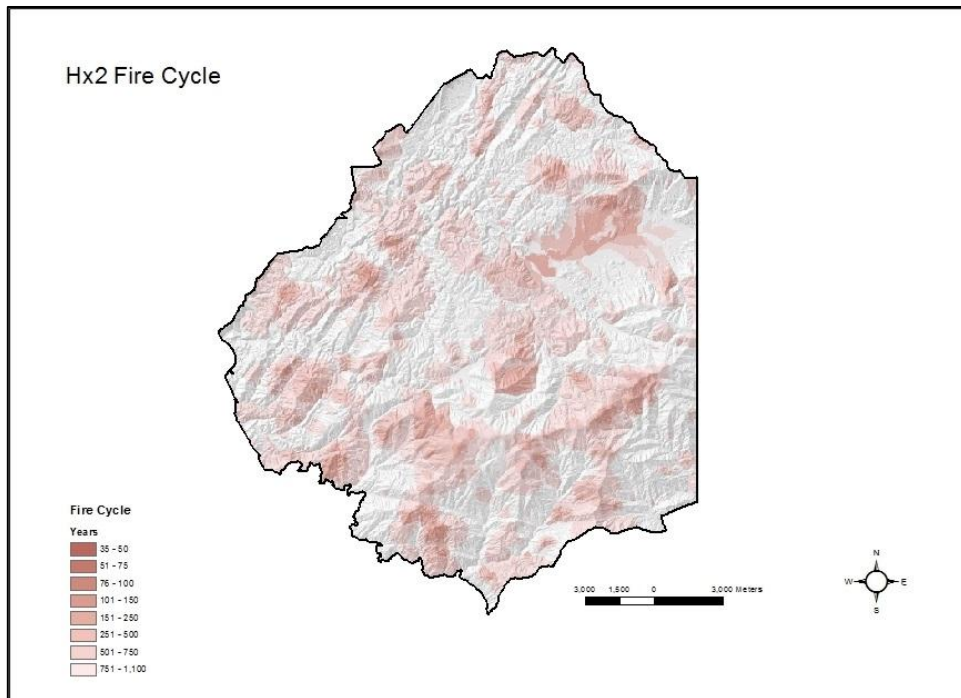 Hx2 Fire Cycle
Fire Cycle
Years
35 - 50
51 - 75
76 - 100
101 - 150
151 - 250
251 - 500
501 - 750
751 - 1,100
3,000 1,500 0 3,000 Meters
N
W E
S